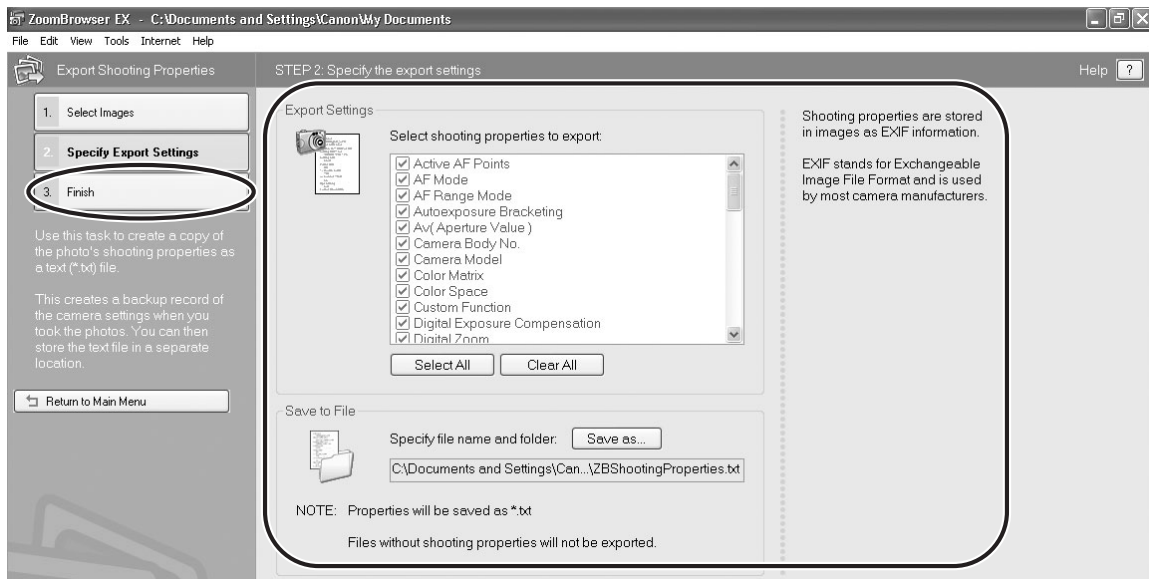 ZoomBrowser EX - C:\Documents and Settings\Canon\My Documents
File Edit View Tools Internet Help
Export Shooting Properties
STEP 2: Specify the export settings
Help ?
1. Select Images
2. Specify Export Settings
3. Finish
Use this task to create a copy of
the photo's shooting properties as
a text (*.txt) file.
This creates a backup record of
the camera settings when you
took the photos. You can then
store the text file in a separate
location.
Return to Main Menu
Export Settings
Select shooting properties to export:
Active AF Points
AF Mode
AF Range Mode
Autoexposure Bracketing
Av( Aperture Value )
Camera Body No.
Camera Model
Color Matrix
Color Space
Custom Function
Digital Exposure Compensation
Digital Zoom
Select All
Clear All
Save to File
Specify file name and folder:
Save as...
C:\Documents and Settings\Can...\ZBShootingProperties.txt
NOTE: Properties will be saved as *.txt
Files without shooting properties will not be exported.
Shooting properties are stored
in images as EXIF information.
EXIF stands for Exchangeable
Image File Format and is used
by most camera manufacturers.